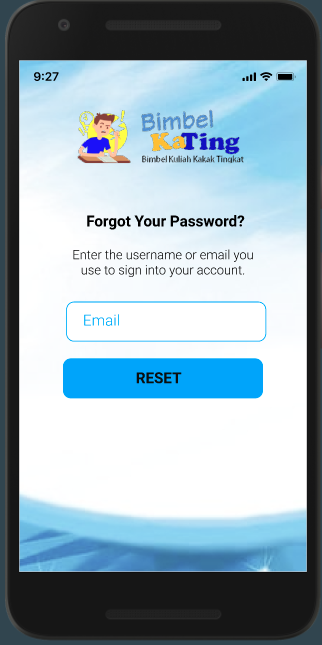 9:27
Bimbel
KaTing
Bimbel Kuliah Kakak Tingkat
Forgot Your Password?
Enter the username or email you
use to sign into your account.
Email
RESET